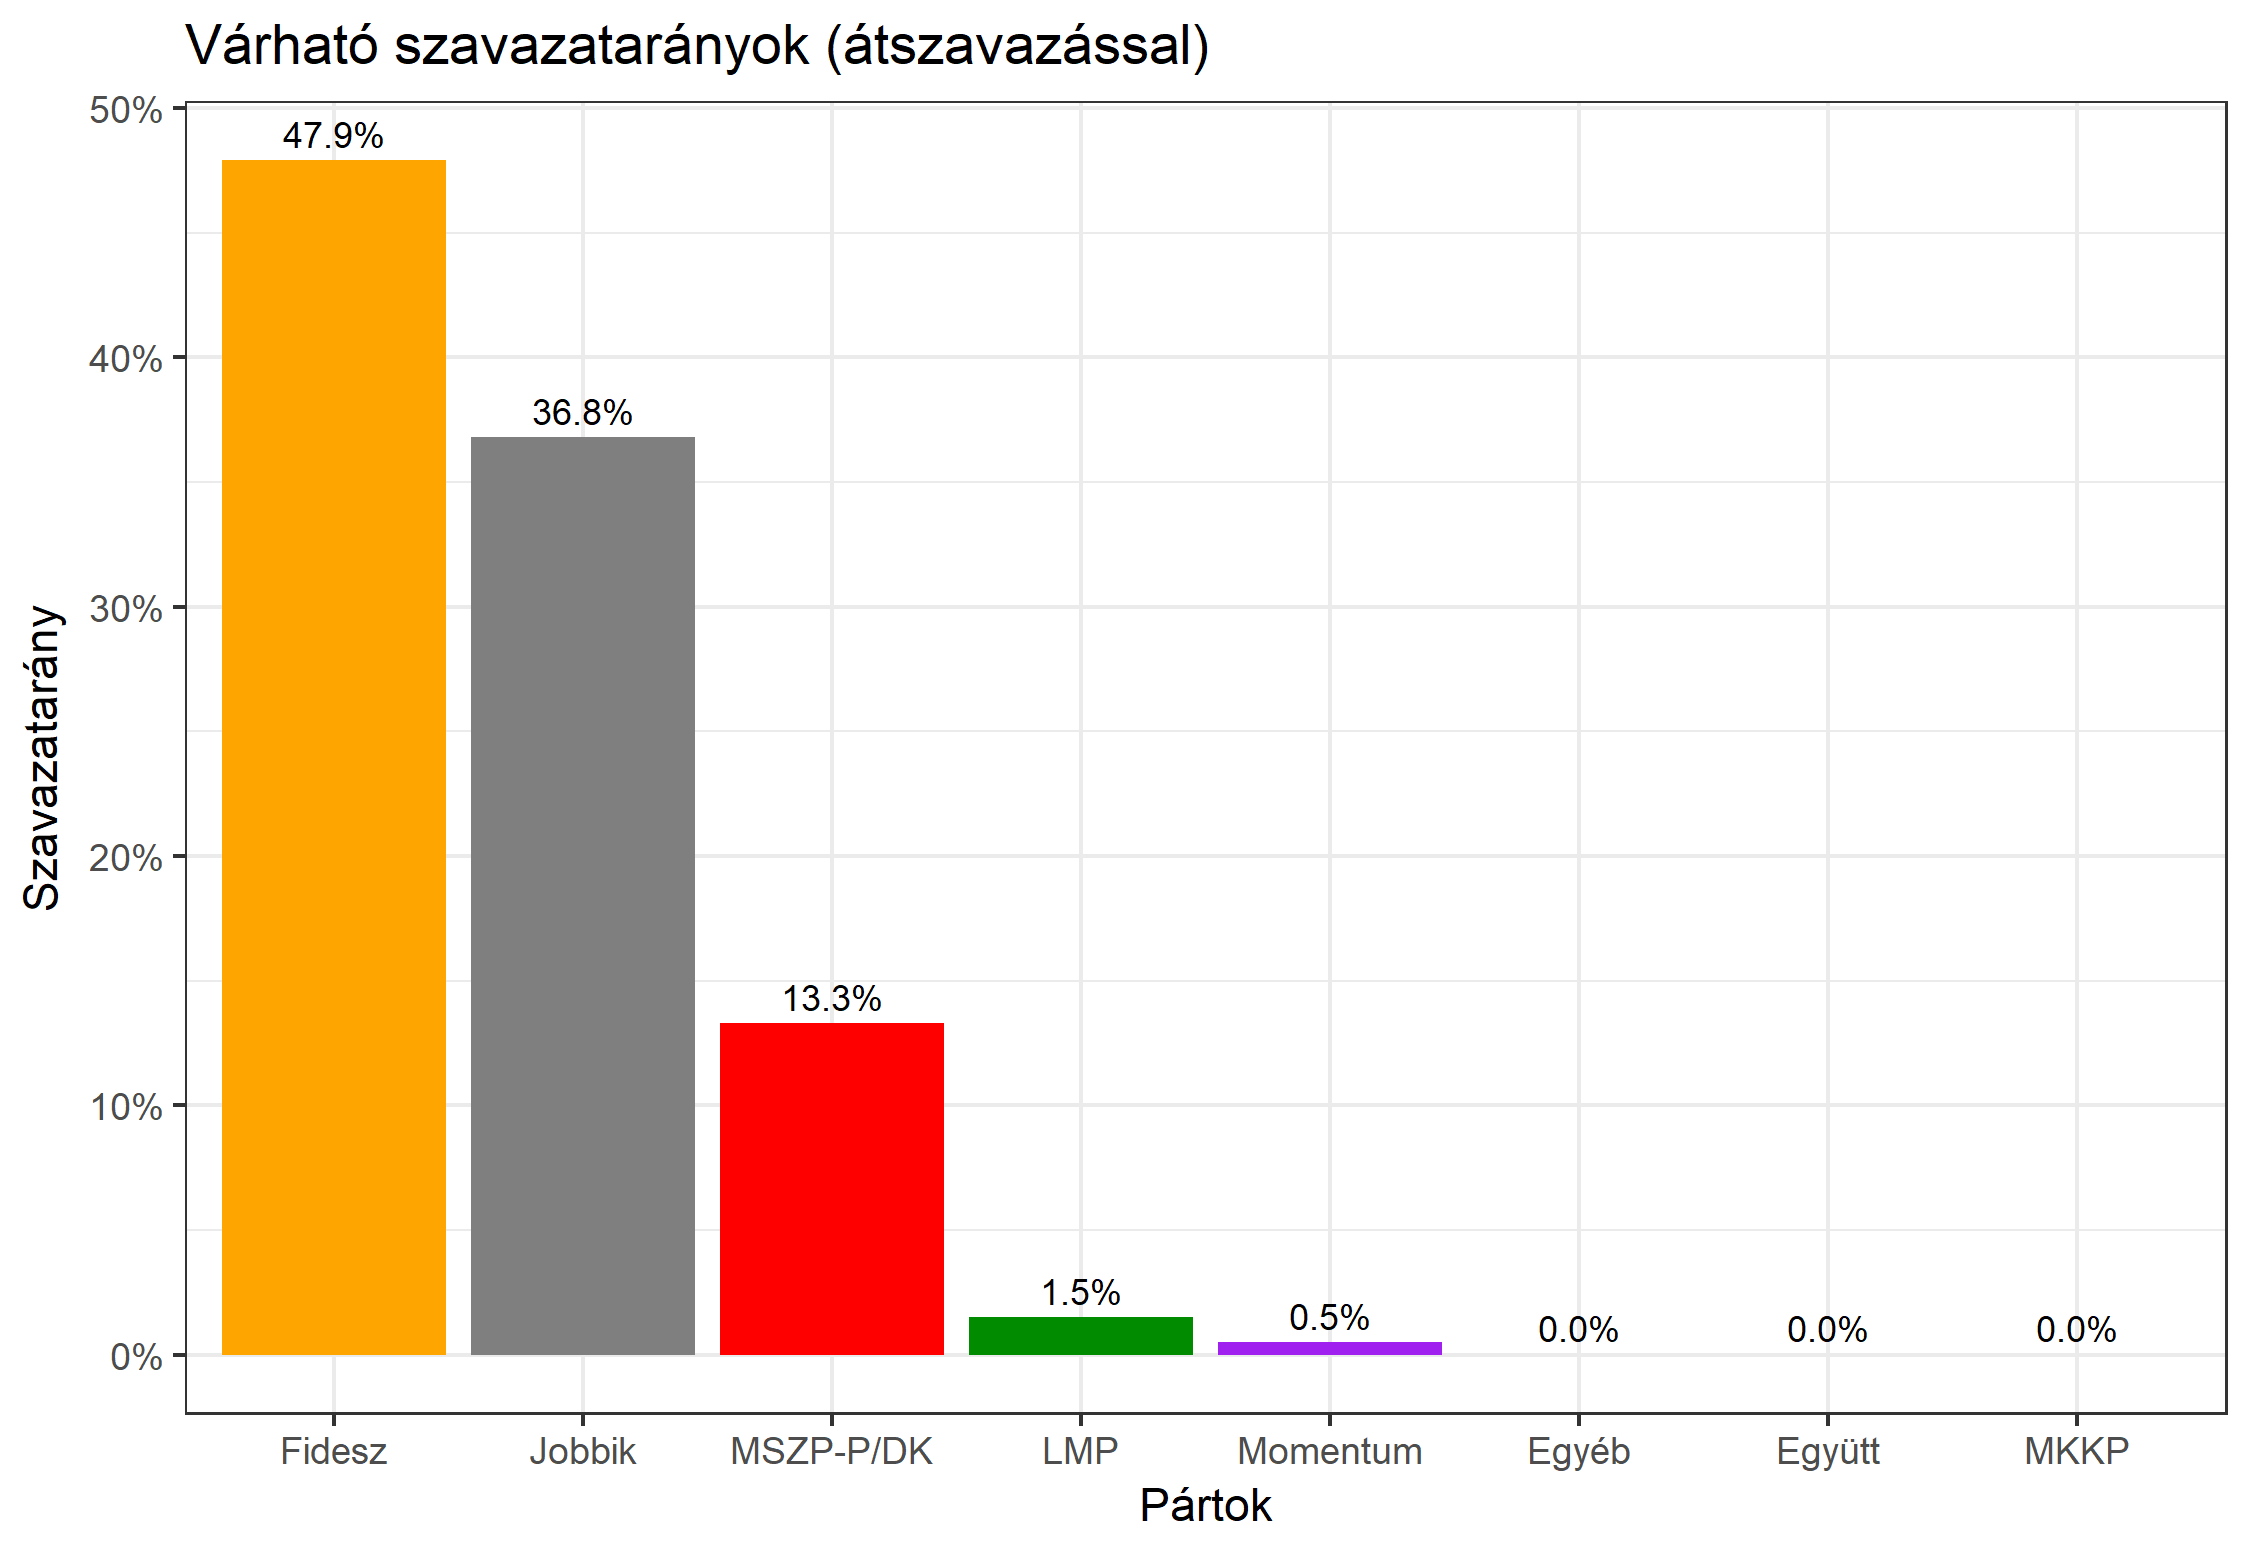 Várható szavazatarányok (átszavazással)
Szavazatarány
50%
40%
30%
20%
10%
0%
47.9%
36.8%
13.3%
1.5%
0.5%
0.0%
0.0%
0.0%
Fidesz
Jobbik
MSZP-P/DK
LMP
Momentum
Egyéb
Együtt
MKKP
Pártok